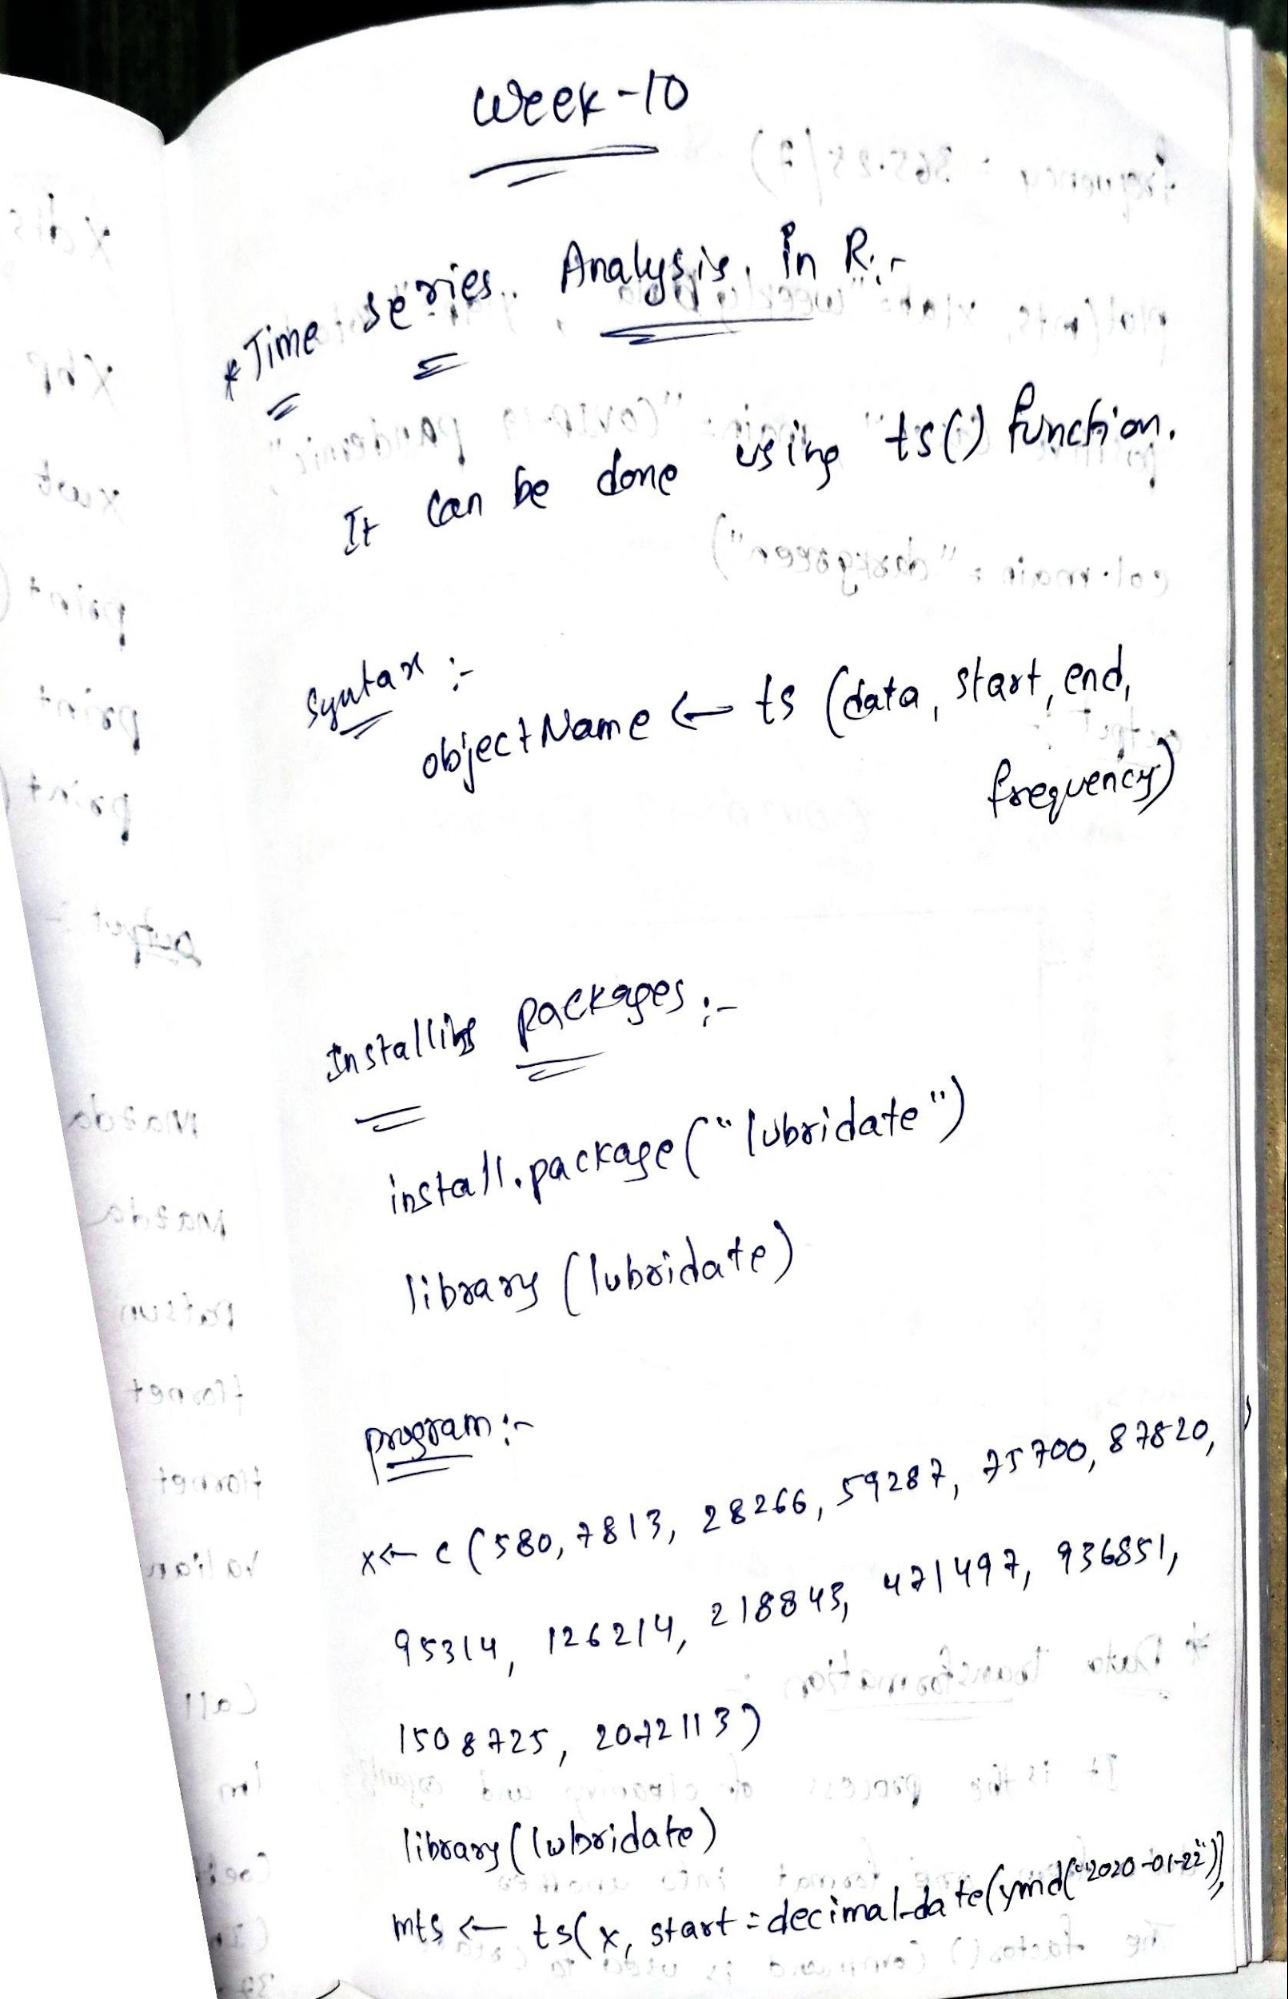 Week-10
* Time series Analysis in R:-
It can be done using ts() function.
Syntax :-
objectName <- ts (data, start, end,
frequency)
Installing packages :-
install.package("lubridate")
library (lubridate)
program :-
x <- c (580, 7813, 28266, 59287, 75700, 87820,
95314, 126214, 218843, 471497, 936851,
1508725, 2072113)
library (lubridate)
mts <- ts(x, start = decimal_date(ymd("2020-01-22")),